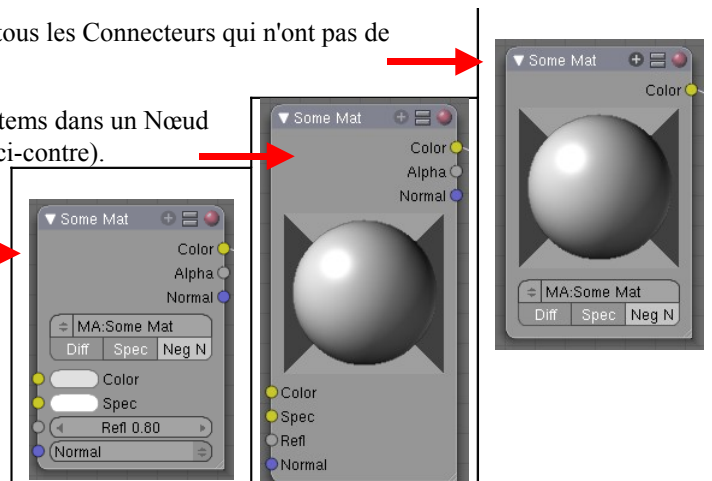 tous les Connecteurs qui n'ont pas de
tems dans un Nœud
ci-contre).
Some Mat
Color
Alpha
Normal
MA:Some Mat
Diff Spec Neg N
Color
Spec
Refl 0.80
Normal
Some Mat
Color
Alpha
Normal
Color
Spec
Refl
Normal
Some Mat
Color
MA:Some Mat
Diff Spec Neg N